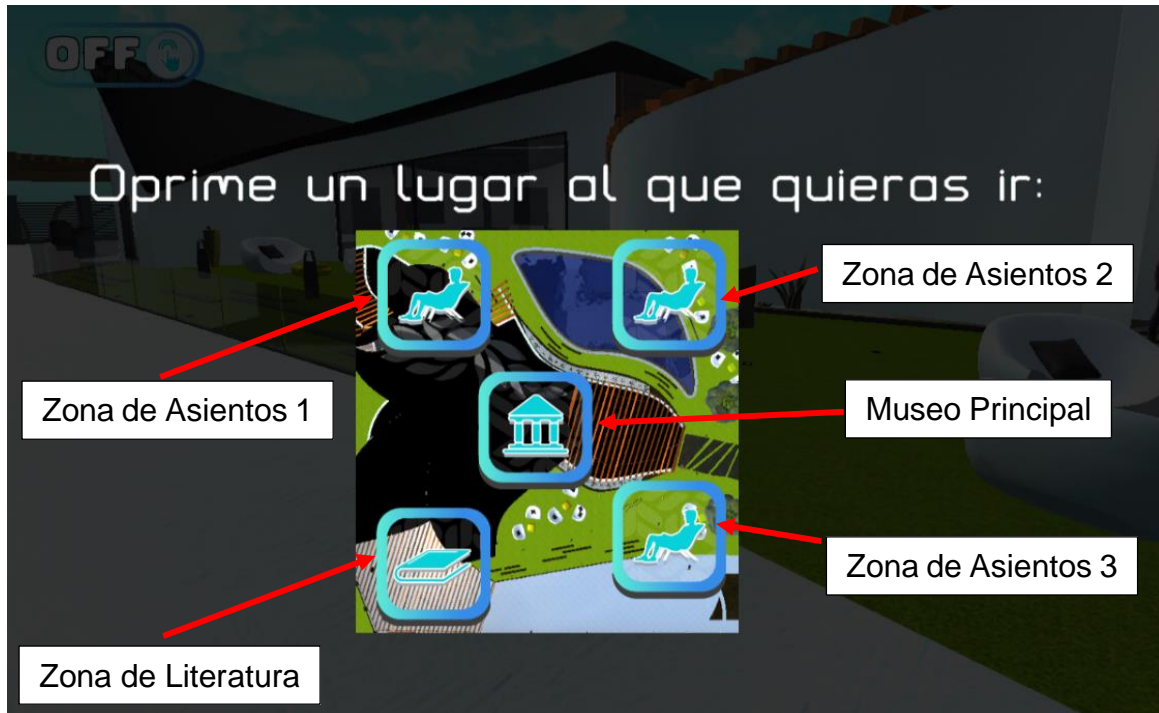 OFF
Oprime un lugar al que quieras ir:
Zona de Asientos 2
Zona de Asientos 1
Museo Principal
Zona de Asientos 3
Zona de Literatura